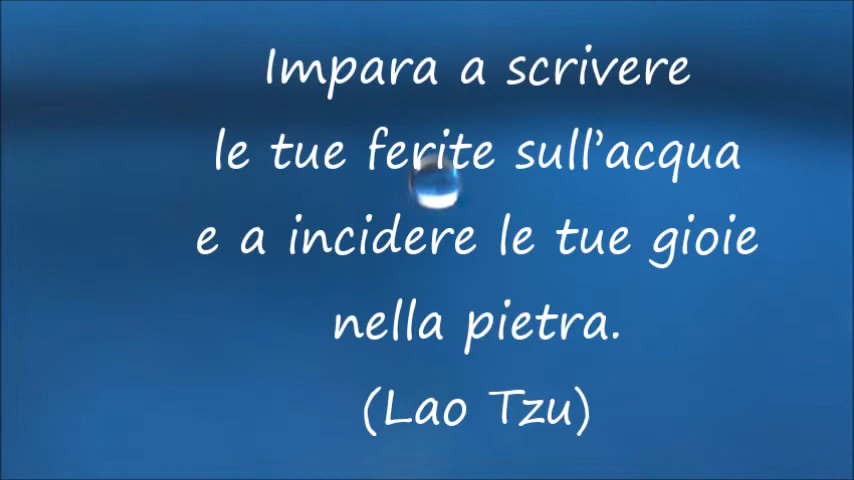 Impara a scrivere
le tue ferite sull’acqua
e a incidere le tue gioie
nella pietra.
(Lao Tzu)